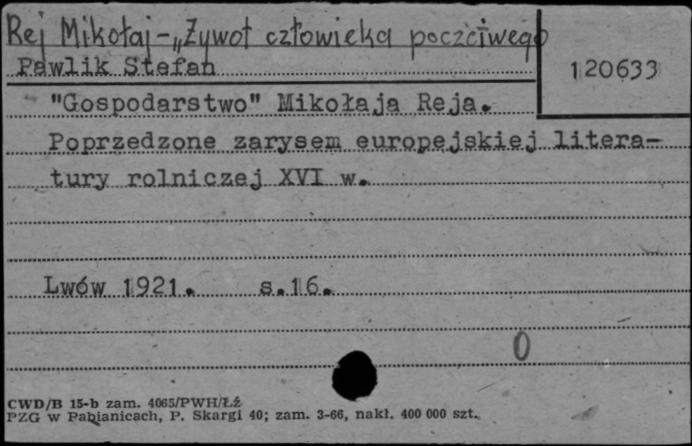 Rej Mikołaj - „Żywot człowieka poczciwego
Pawlik Stefan
120633
"Gospodarstwo" Mikołaja Reja.
Poprzedzone zarysem europejskiej litera-
tury rolniczej XVI w.
Lwów 1921. s.16.
0
CWD/B 15-b zam. 4065/PWH/ŁŹ
PZG w Pabianicach, P. Skargi 40; zam. 3-66, nakł. 400 000 szt.